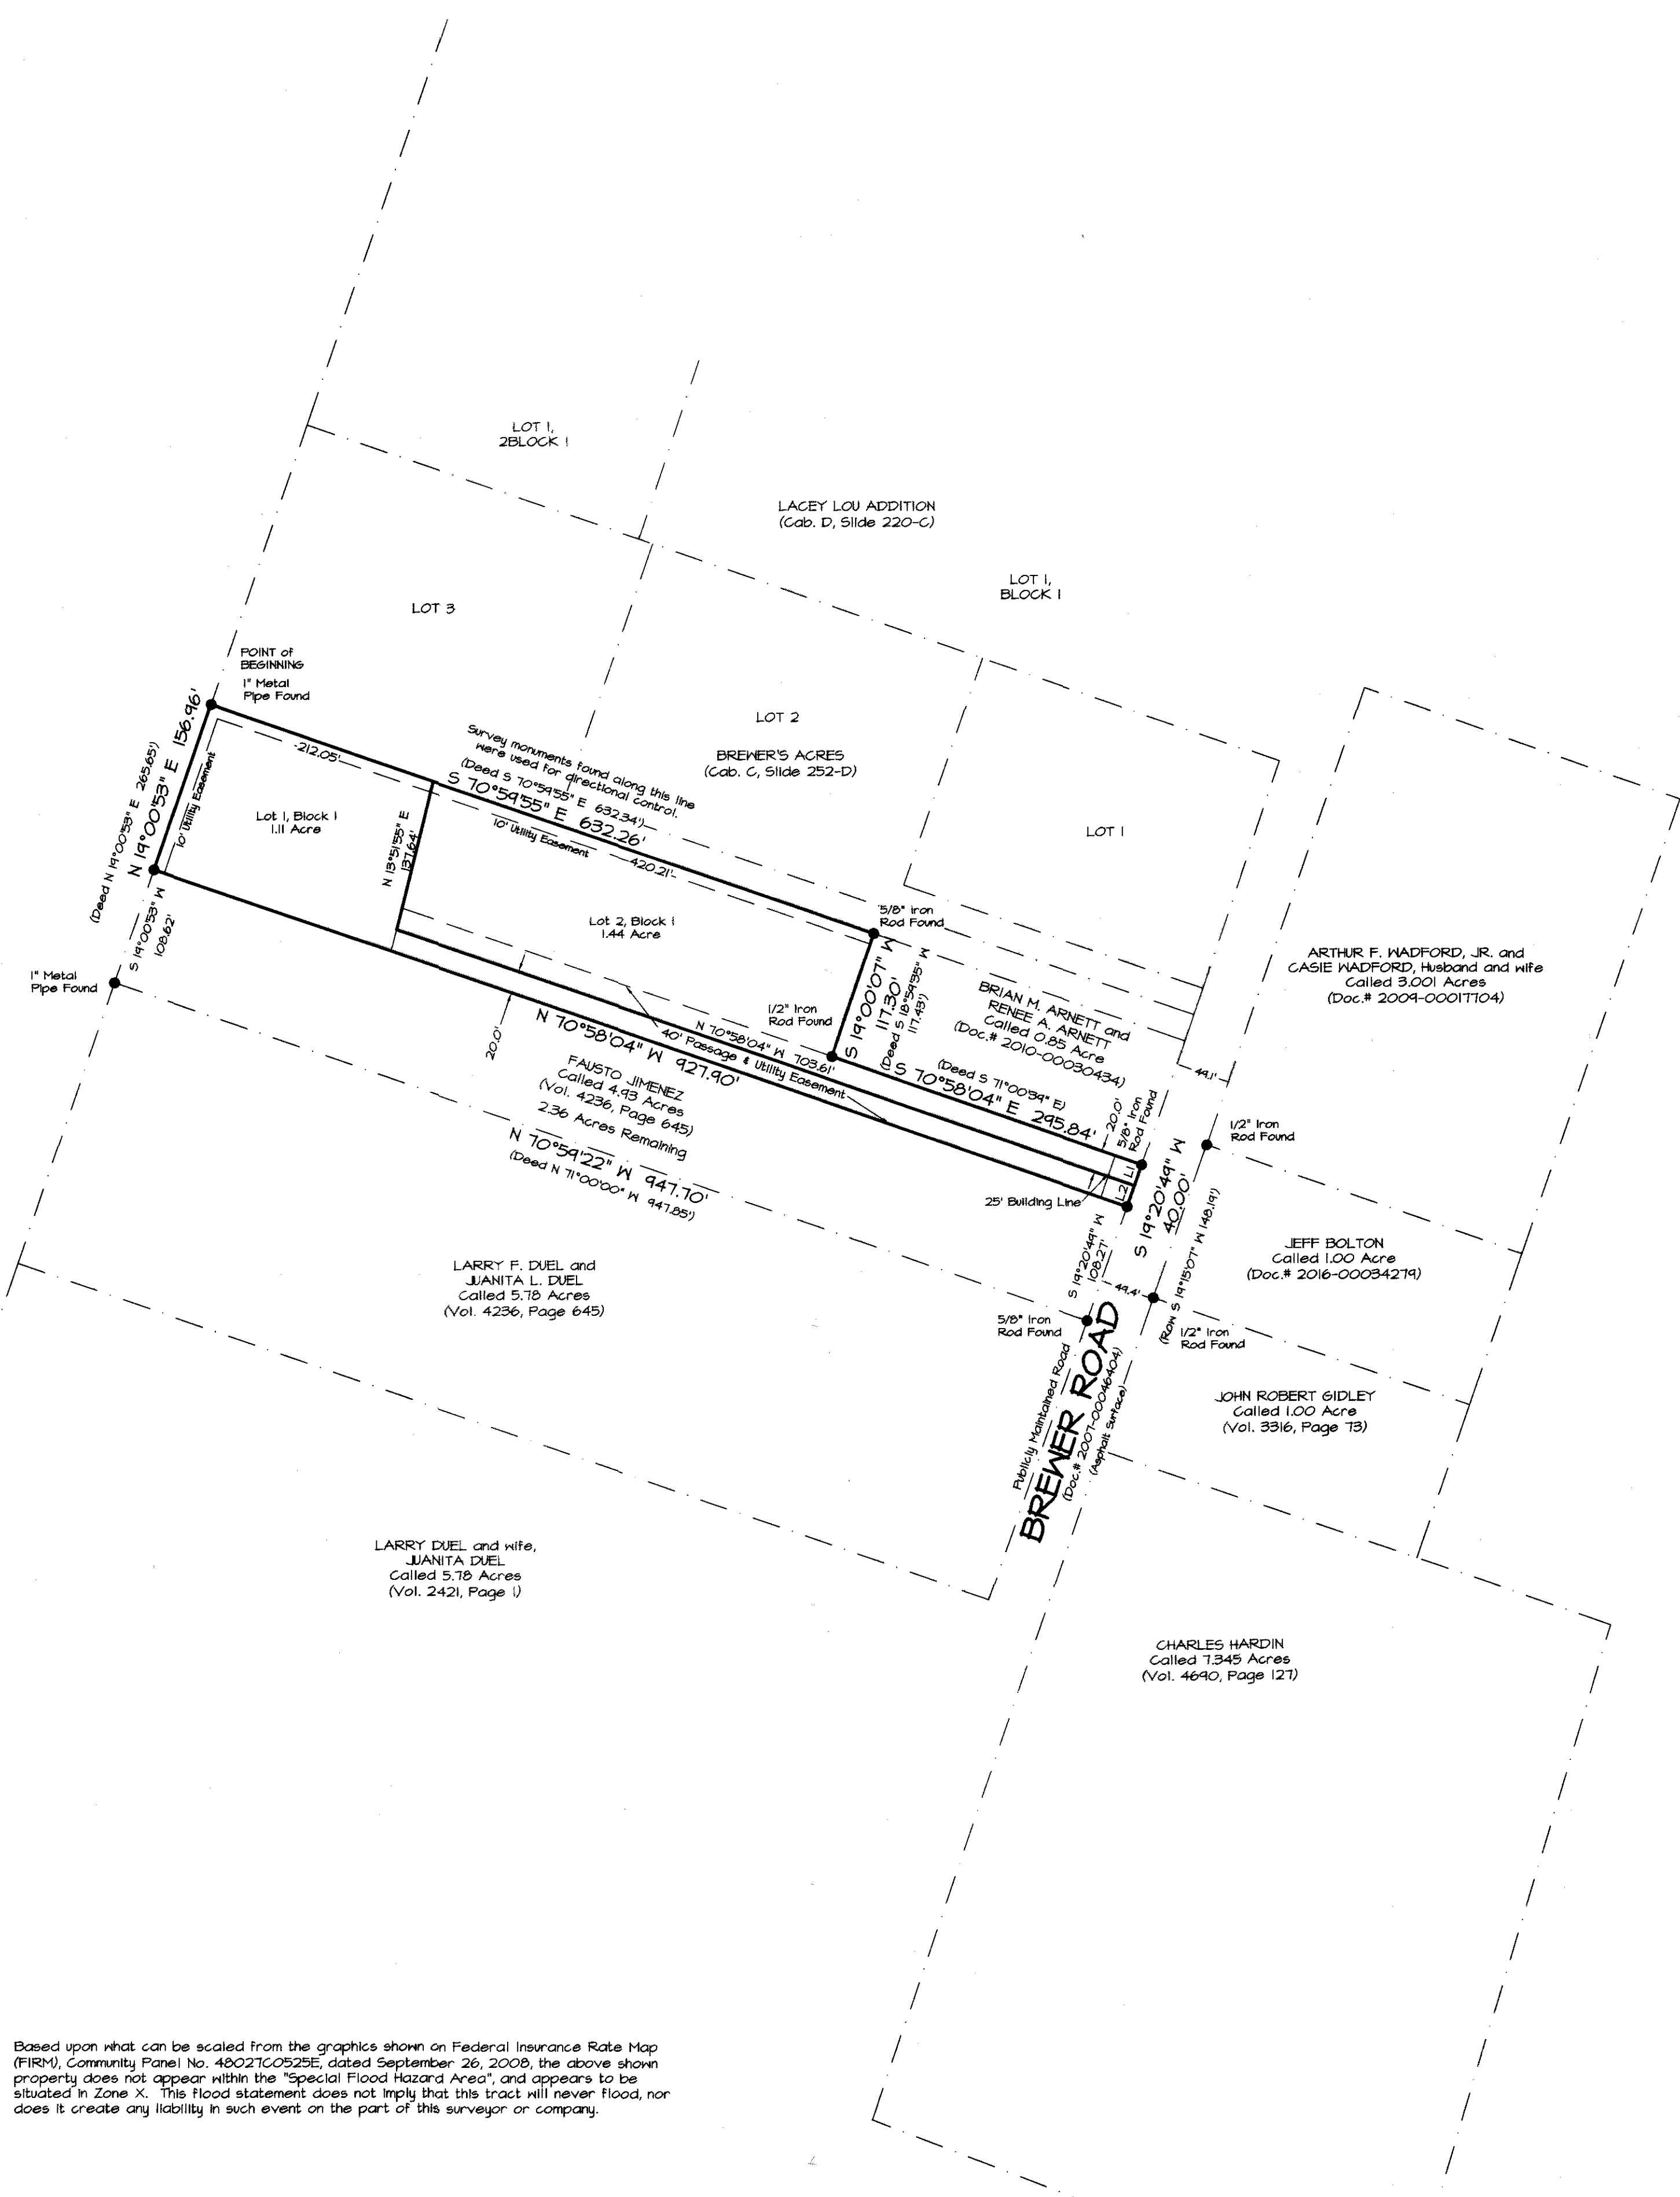 LOT 1,
2BLOCK 1
LACEY LOU ADDITION
(Cab. D, Slide 220-C)
LOT 1,
BLOCK 1
LOT 3
POINT of
BEGINNING
1" Metal
Pipe Found
LOT 2
BREWER'S ACRES
(Cab. C, Slide 252-D)
LOT 1
(Deed N 19°00'53" E 265.65')
N 19°00'53" E 156.96'
10' Utility Easement
212.05'
Survey monuments found along this line
were used for directional control.
(Deed S 70°59'55" E 632.34')
S 70°59'55" E 632.26'
10' Utility Easement
420.21'
Lot 1, Block 1
1.11 Acre
N 13°51'55" E
137.64'
Lot 2, Block 1
1.44 Acre
5/8" Iron
Rod Found
S 19°00'53" W
108.62'
1" Metal
Pipe Found
1/2" Iron
Rod Found
S 19°00'07" W
117.30'
(Deed S 18°59'55" W
117.43')
BRIAN M. ARNETT and
RENEE A. ARNETT
Called 0.85 Acre
(Doc.# 2010-00030434)
ARTHUR F. WADFORD, JR. and
CASIE WADFORD, Husband and wife
Called 3.001 Acres
(Doc.# 2009-00017704)
49.1'
(Deed S 71°00'59" E)
S 70°58'04" E 295.84'
20.0'
5/8" Iron
Rod Found
N 70°58'04" W 703.61'
40' Passage & Utility Easement
N 70°58'04" W 927.90'
20.0'
FAUSTO JIMENEZ
Called 4.93 Acres
(Vol. 4236, Page 645)
2.36 Acres Remaining
N 70°59'22" W 947.70'
(Deed N 71°00'00" W 947.85')
L1
L2
25' Building Line
S 19°20'49" W
40.00'
1/2" Iron
Rod Found
(Row S 19°15'07" W 148.19')
S 19°20'49" W
108.27'
49.4'
JEFF BOLTON
Called 1.00 Acre
(Doc.# 2016-00034279)
LARRY F. DUEL and
JUANITA L. DUEL
Called 5.78 Acres
(Vol. 4236, Page 645)
5/8" Iron
Rod Found
1/2" Iron
Rod Found
Publicly Maintained Road
BREWER ROAD
(Doc.# 2007-00046404)
(Asphalt Surface)
JOHN ROBERT GIDLEY
Called 1.00 Acre
(Vol. 3316, Page 73)
LARRY DUEL and wife,
JUANITA DUEL
Called 5.78 Acres
(Vol. 2421, Page 1)
CHARLES HARDIN
Called 7.345 Acres
(Vol. 4690, Page 127)
Based upon what can be scaled from the graphics shown on Federal Insurance Rate Map
(FIRM), Community Panel No. 48027C0525E, dated September 26, 2008, the above shown
property does not appear within the "Special Flood Hazard Area", and appears to be
situated in Zone X. This flood statement does not imply that this tract will never flood, nor
does it create any liability in such event on the part of this surveyor or company.